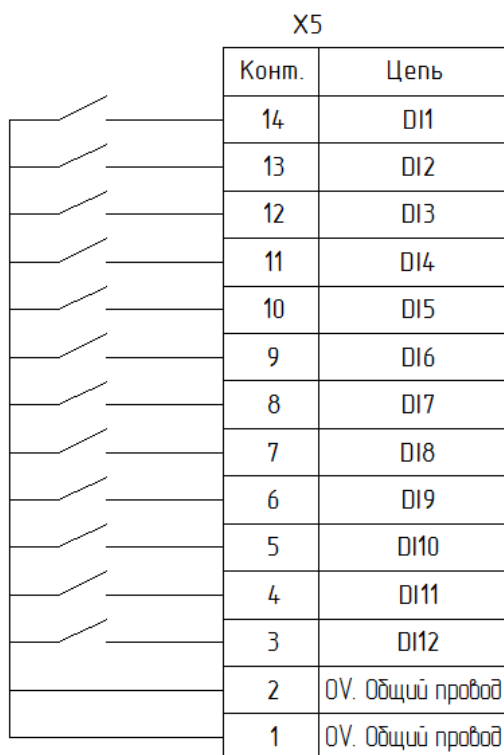 X5
Конт. Цепь
14 DI1
13 DI2
12 DI3
11 DI4
10 DI5
9 DI6
8 DI7
7 DI8
6 DI9
5 DI10
4 DI11
3 DI12
2 0V. Общий провод
1 0V. Общий провод